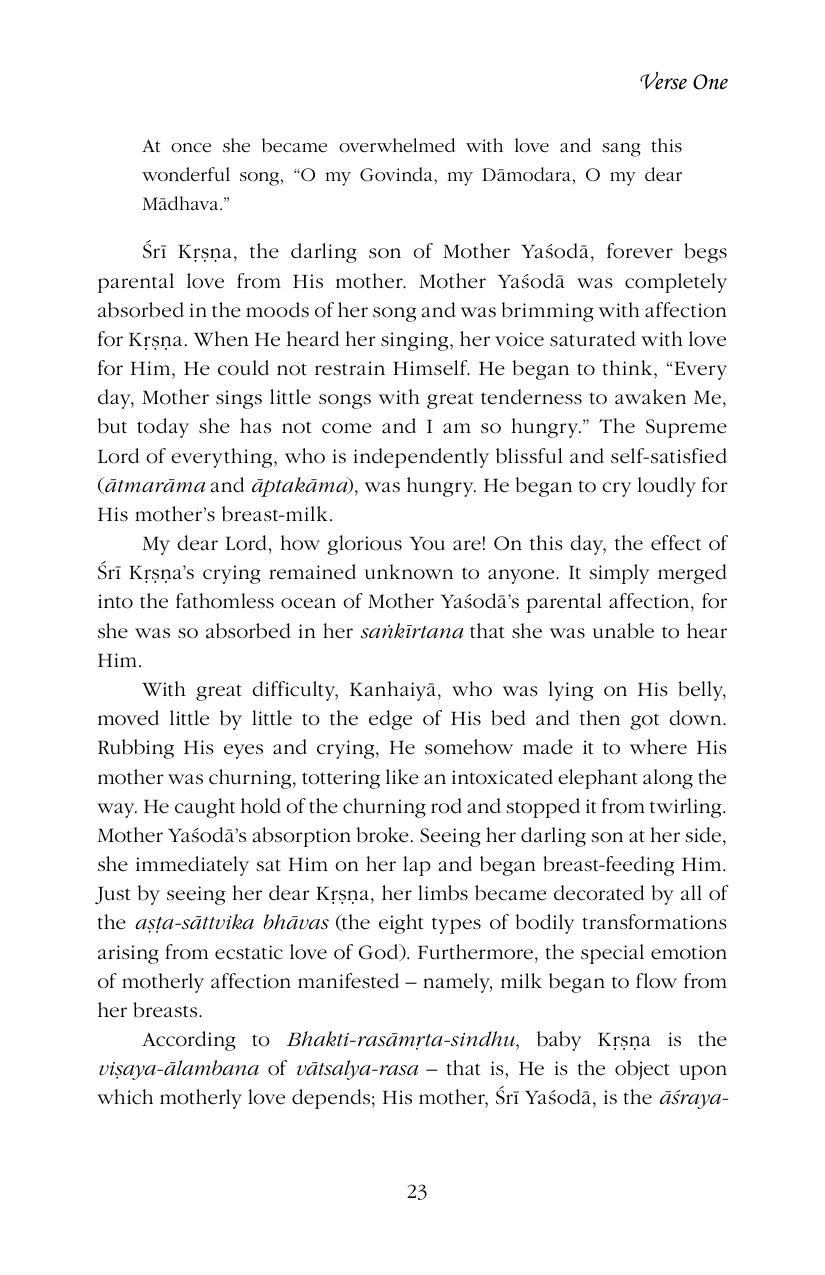 Verse One
At once she became overwhelmed with love and sang this
wonderful song, “O my Govinda, my Dāmodara, O my dear
Mādhava.”
Śrī Kṛṣṇa, the darling son of Mother Yaśodā, forever begs
parental love from His mother. Mother Yaśodā was completely
absorbed in the moods of her song and was brimming with affection
for Kṛṣṇa. When He heard her singing, her voice saturated with love
for Him, He could not restrain Himself. He began to think, “Every
day, Mother sings little songs with great tenderness to awaken Me,
but today she has not come and I am so hungry.” The Supreme
Lord of everything, who is independently blissful and self-satisfied
(ātmarāma and āptakāma), was hungry. He began to cry loudly for
His mother’s breast-milk.
My dear Lord, how glorious You are! On this day, the effect of
Śrī Kṛṣṇa’s crying remained unknown to anyone. It simply merged
into the fathomless ocean of Mother Yaśodā’s parental affection, for
she was so absorbed in her saṅkīrtana that she was unable to hear
Him.
With great difficulty, Kanhaiyā, who was lying on His belly,
moved little by little to the edge of His bed and then got down.
Rubbing His eyes and crying, He somehow made it to where His
mother was churning, tottering like an intoxicated elephant along the
way. He caught hold of the churning rod and stopped it from twirling.
Mother Yaśodā’s absorption broke. Seeing her darling son at her side,
she immediately sat Him on her lap and began breast-feeding Him.
Just by seeing her dear Kṛṣṇa, her limbs became decorated by all of
the aṣṭa-sāttvika bhāvas (the eight types of bodily transformations
arising from ecstatic love of God). Furthermore, the special emotion
of motherly affection manifested – namely, milk began to flow from
her breasts.
According to Bhakti-rasāmṛta-sindhu, baby Kṛṣṇa is the
viṣaya-ālambana of vātsalya-rasa – that is, He is the object upon
which motherly love depends; His mother, Śrī Yaśodā, is the āśraya-
23